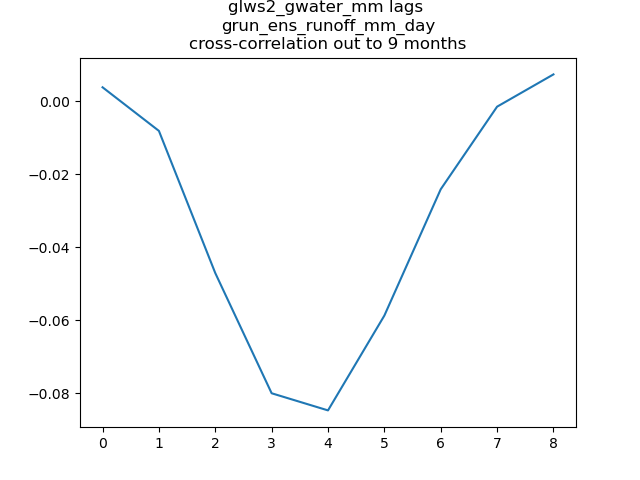 glws2_gwater_mm lags
grun_ens_runoff_mm_day
cross-correlation out to 9 months
0.00
−0.02
−0.04
−0.06
−0.08
0 1 2 3 4 5 6 7 8